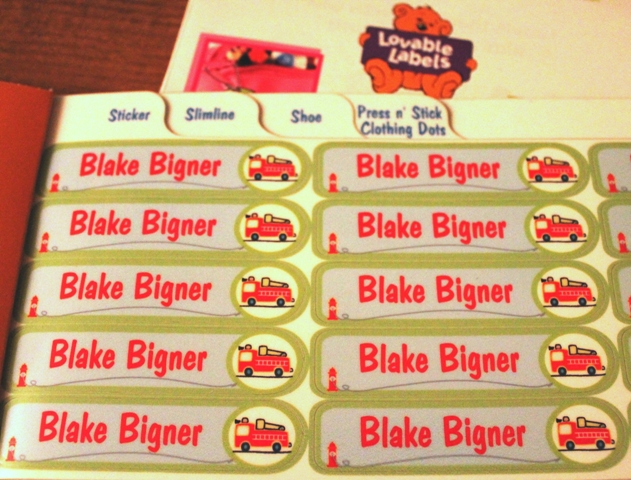 Lovable
Labels
Sticker
Slimline
Shoe
Press n' Stick
Clothing Dots
Blake Bigner
Blake Bigner
Blake Bigner
Blake Bigner
Blake Bigner
Blake Bigner
Blake Bigner
Blake Bigner
Blake Bigner
Blake Bigner